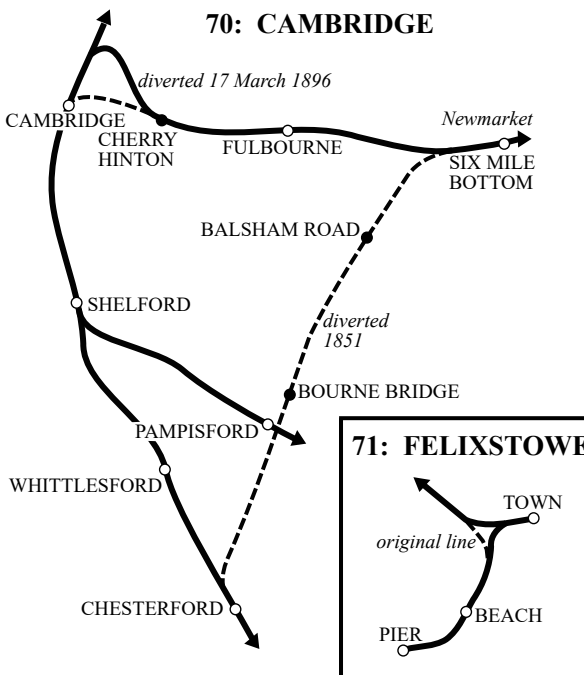 70: CAMBRIDGE
diverted 17 March 1896
CAMBRIDGE
CHERRY
HINTON
FULBOURNE
Newmarket
SIX MILE
BOTTOM
BALSHAM ROAD
SHELFORD
diverted
1851
BOURNE BRIDGE
PAMPISFORD
WHITTLESFORD
CHESTERFORD
71: FELIXSTOWE
TOWN
original line
BEACH
PIER